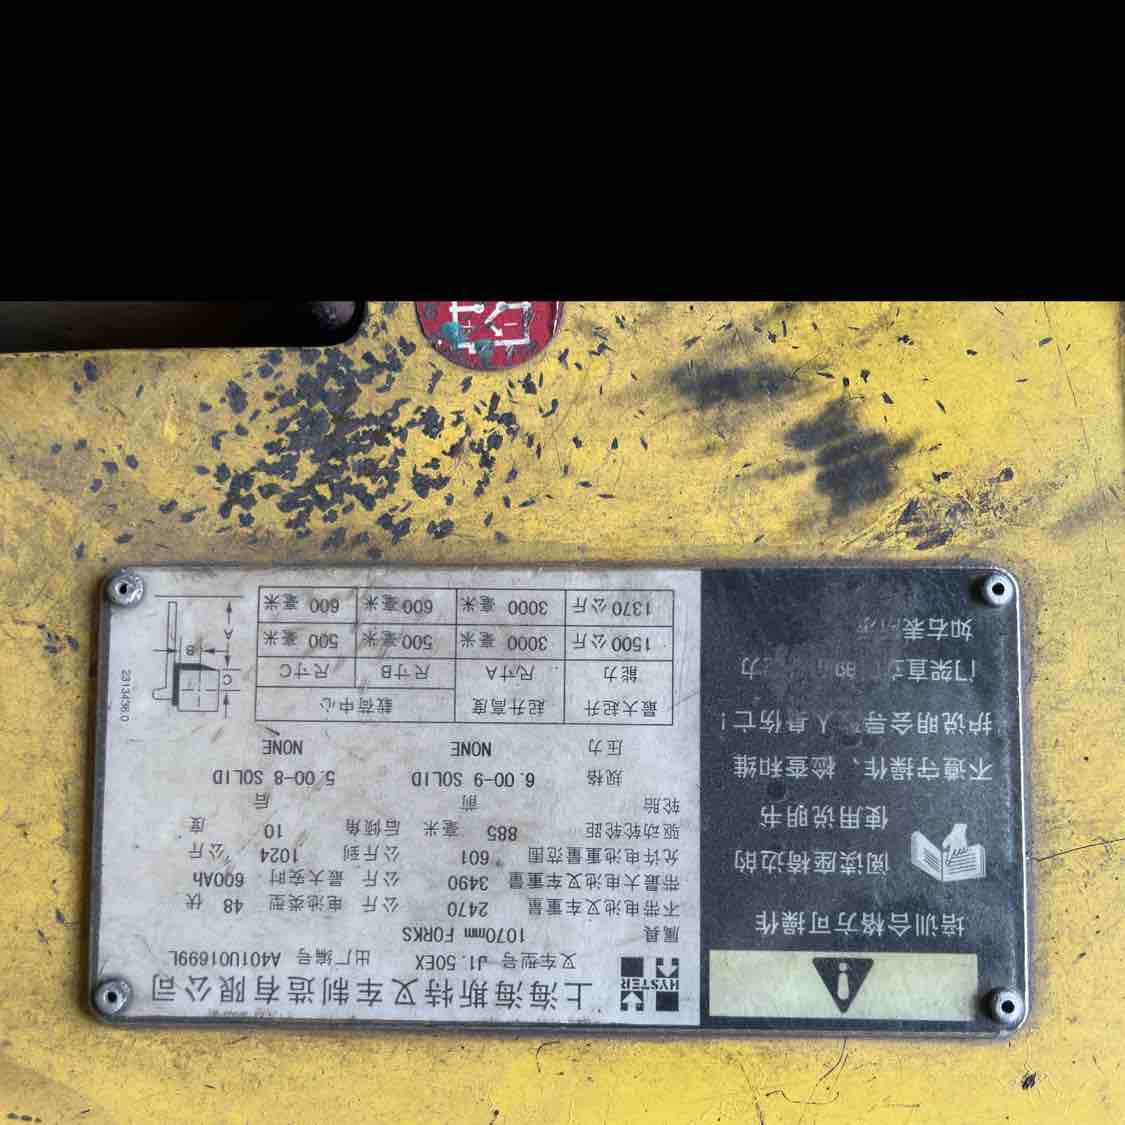 培训合格方可操作
阅读座椅边的
使用说明书
不遵守操作、检查和维
护说明会导 人身伤亡！
门架直立 力
如右表所示
HYSTER
上海海斯特叉车制造有限公司
叉车型号 J1.50EX 出厂编号 A401U01699L
属具 1070mm FORKS
不带电池叉车重量 2470 公斤 电池类型 48 伏
带最大电池叉车重量 3490 公斤 最大安时 600Ah
允许电池重量范围 601 公斤到 1024 公斤
驱动轮轮距 885 毫米 后倾角 10 度
轮胎 前 后
规格 6.00-9 SOLID 5.00-8 SOLID
压力 NONE NONE
最大起升 起升高度 载荷中心
能力 尺寸A 尺寸B 尺寸C
1500公斤 3000 毫米 500 毫米 500 毫米
1370公斤 3000 毫米 600 毫米 600 毫米
A
B
C